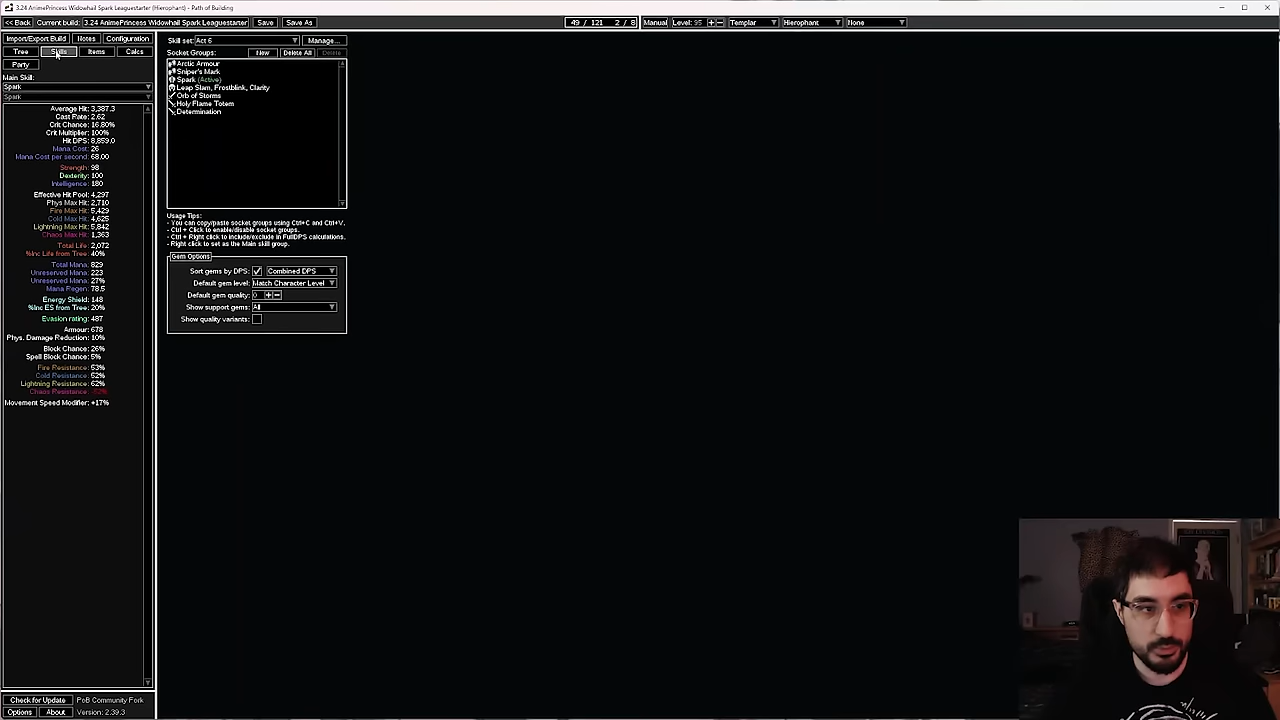 3.24 AnimePrincess Widowhail Spark Leaguestarter (Hierophant) - Path of Building
<< Back Current build: 3.24 AnimePrincess Widowhail Spark Leaguestarter Save Save As 49 / 121 2 / 8 Manual Level: 95 + - Templar Hierophant None
Import/Export Build Notes Configuration
Tree Skills Items Calcs
Party
Main Skill:
Spark
Spark
Average Hit: 3,387.3
Cast Rate: 2.62
Crit Chance: 16.80%
Crit Multiplier: 100%
Hit DPS: 8,859.0
Mana Cost: 26
Mana Cost per second: 68.00
Strength: 98
Dexterity: 100
Intelligence: 180
Effective Hit Pool: 4,297
Phys Max Hit: 2,710
Fire Max Hit: 5,429
Cold Max Hit: 4,625
Lightning Max Hit: 5,842
Chaos Max Hit: 1,363
Total Life: 2,072
%Inc Life from Tree: 40%
Total Mana: 829
Unreserved Mana: 223
Unreserved Mana: 27%
Mana Regen: 78.5
Energy Shield: 148
%Inc ES from Tree: 20%
Evasion rating: 487
Armour: 678
Phys. Damage Reduction: 10%
Block Chance: 26%
Spell Block Chance: 5%
Fire Resistance: 53%
Cold Resistance: 52%
Lightning Resistance: 62%
Chaos Resistance:
Movement Speed Modifier: +17%
Check for Update PoB Community Fork
Options About Version: 2.39.3
Skill set: Act 6 Manage...
Socket Groups: New Delete All Delete
Arctic Armour
Sniper's Mark
Spark (Active)
Leap Slam, Frostblink, Clarity
Orb of Storms
Holy Flame Totem
Determination
Usage Tips:
- You can copy/paste socket groups using Ctrl+C and Ctrl+V.
- Ctrl + Click to enable/disable socket groups.
- Ctrl + Right click to include/exclude in FullDPS calculations.
- Right click to set as the Main skill group.
Gem Options
Sort gems by DPS: Combined DPS
Default gem level: Match Character Level
Default gem quality: 0 + -
Show support gems: All
Show quality variants: